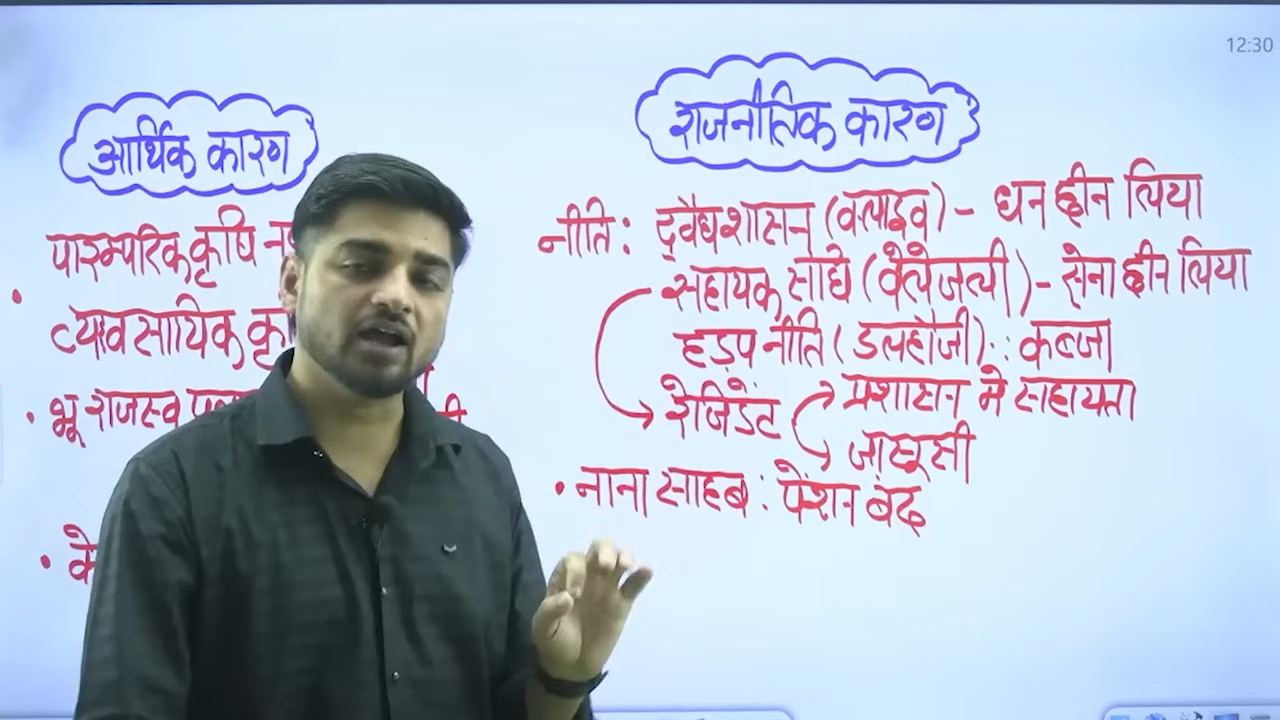 12:30
आर्थिक कारण
पारम्परिक कृषि
व्यावसायिक
भू राजस्व
राजनीतिक कारण
नीति : द्वैधशासन (क्लाइव) - धन छीन लिया
सहायक संधि (वेलेजली) - सेना छीन लिया
हड़प नीति (डलहौजी) : कब्जा
रेजिडेंट
प्रशासन में सहायता
जासूसी
• नाना साहब : पेंशन बंद